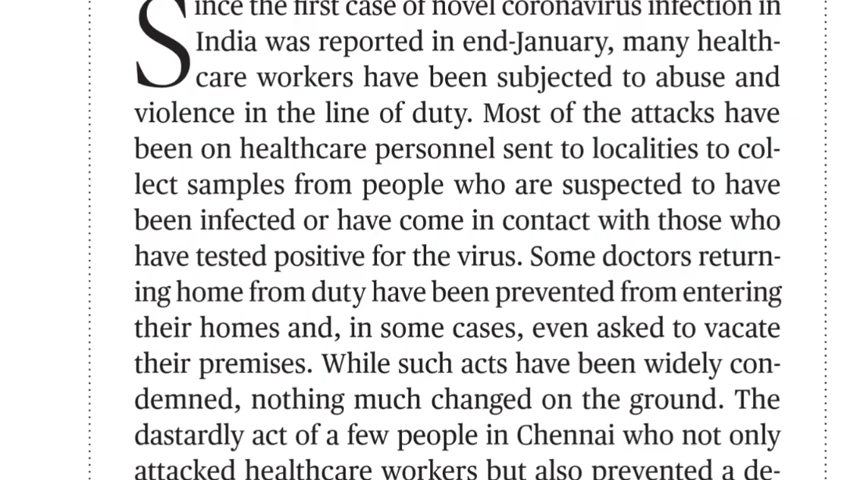 Since the first case of novel coronavirus infection in
India was reported in end-January, many health-
care workers have been subjected to abuse and
violence in the line of duty. Most of the attacks have
been on healthcare personnel sent to localities to col-
lect samples from people who are suspected to have
been infected or have come in contact with those who
have tested positive for the virus. Some doctors return-
ing home from duty have been prevented from entering
their homes and, in some cases, even asked to vacate
their premises. While such acts have been widely con-
demned, nothing much changed on the ground. The
dastardly act of a few people in Chennai who not only
attacked healthcare workers but also prevented a de-